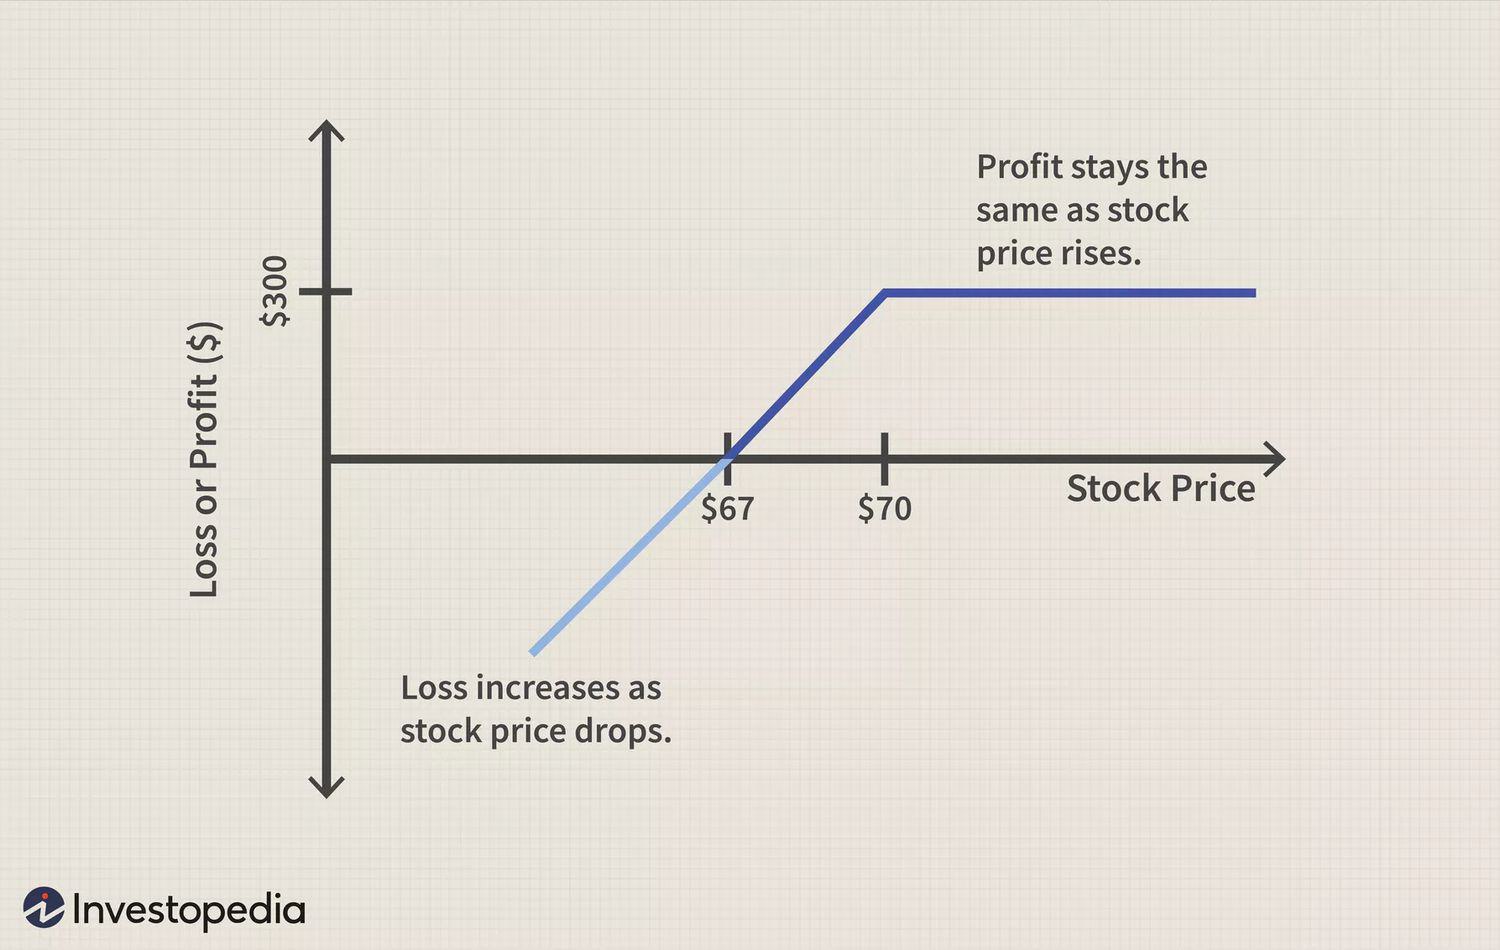 Profit stays the
same as stock
price rises.
$300
Loss or Profit ($)
$67
$70
Stock Price
Loss increases as
stock price drops.
Investopedia